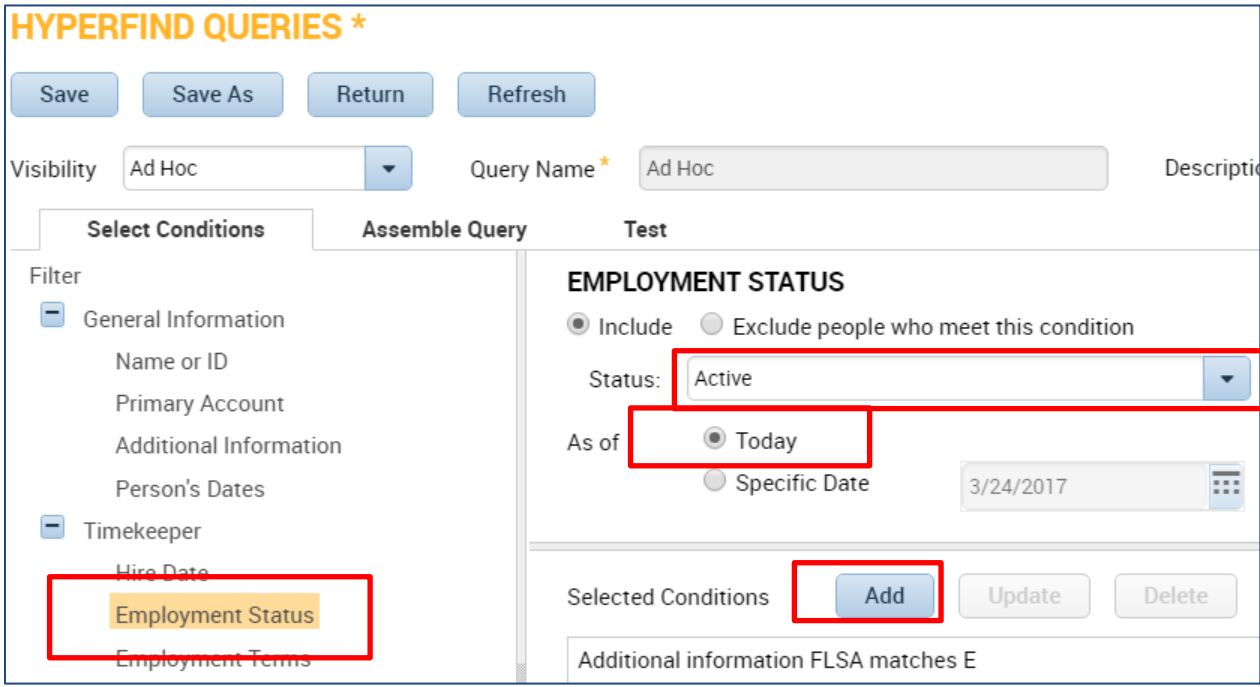 HYPERFIND QUERIES *
Save Save As Return Refresh
Visibility Ad Hoc Query Name * Ad Hoc Descriptio
Select Conditions Assemble Query Test
Filter
General Information
Name or ID
Primary Account
Additional Information
Person's Dates
Timekeeper
Hire Date
Employment Status
Employment Terms
EMPLOYMENT STATUS
Include Exclude people who meet this condition
Status: Active
As of Today
Specific Date 3/24/2017
Selected Conditions Add Update Delete
Additional information FLSA matches E